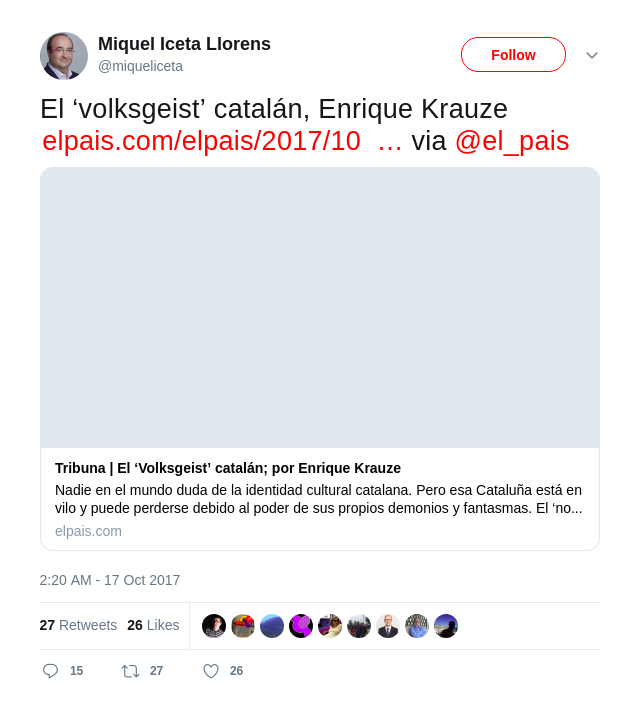 Miquel Iceta Llorens
@miqueliceta
Follow
El ‘volksgeist’ catalán, Enrique Krauze
elpais.com/elpais/2017/10 … via @el_pais
Tribuna | El ‘Volksgeist’ catalán; por Enrique Krauze
Nadie en el mundo duda de la identidad cultural catalana. Pero esa Cataluña está en
vilo y puede perderse debido al poder de sus propios demonios y fantasmas. El ‘no...
elpais.com
2:20 AM - 17 Oct 2017
27 Retweets 26 Likes
15 27 26